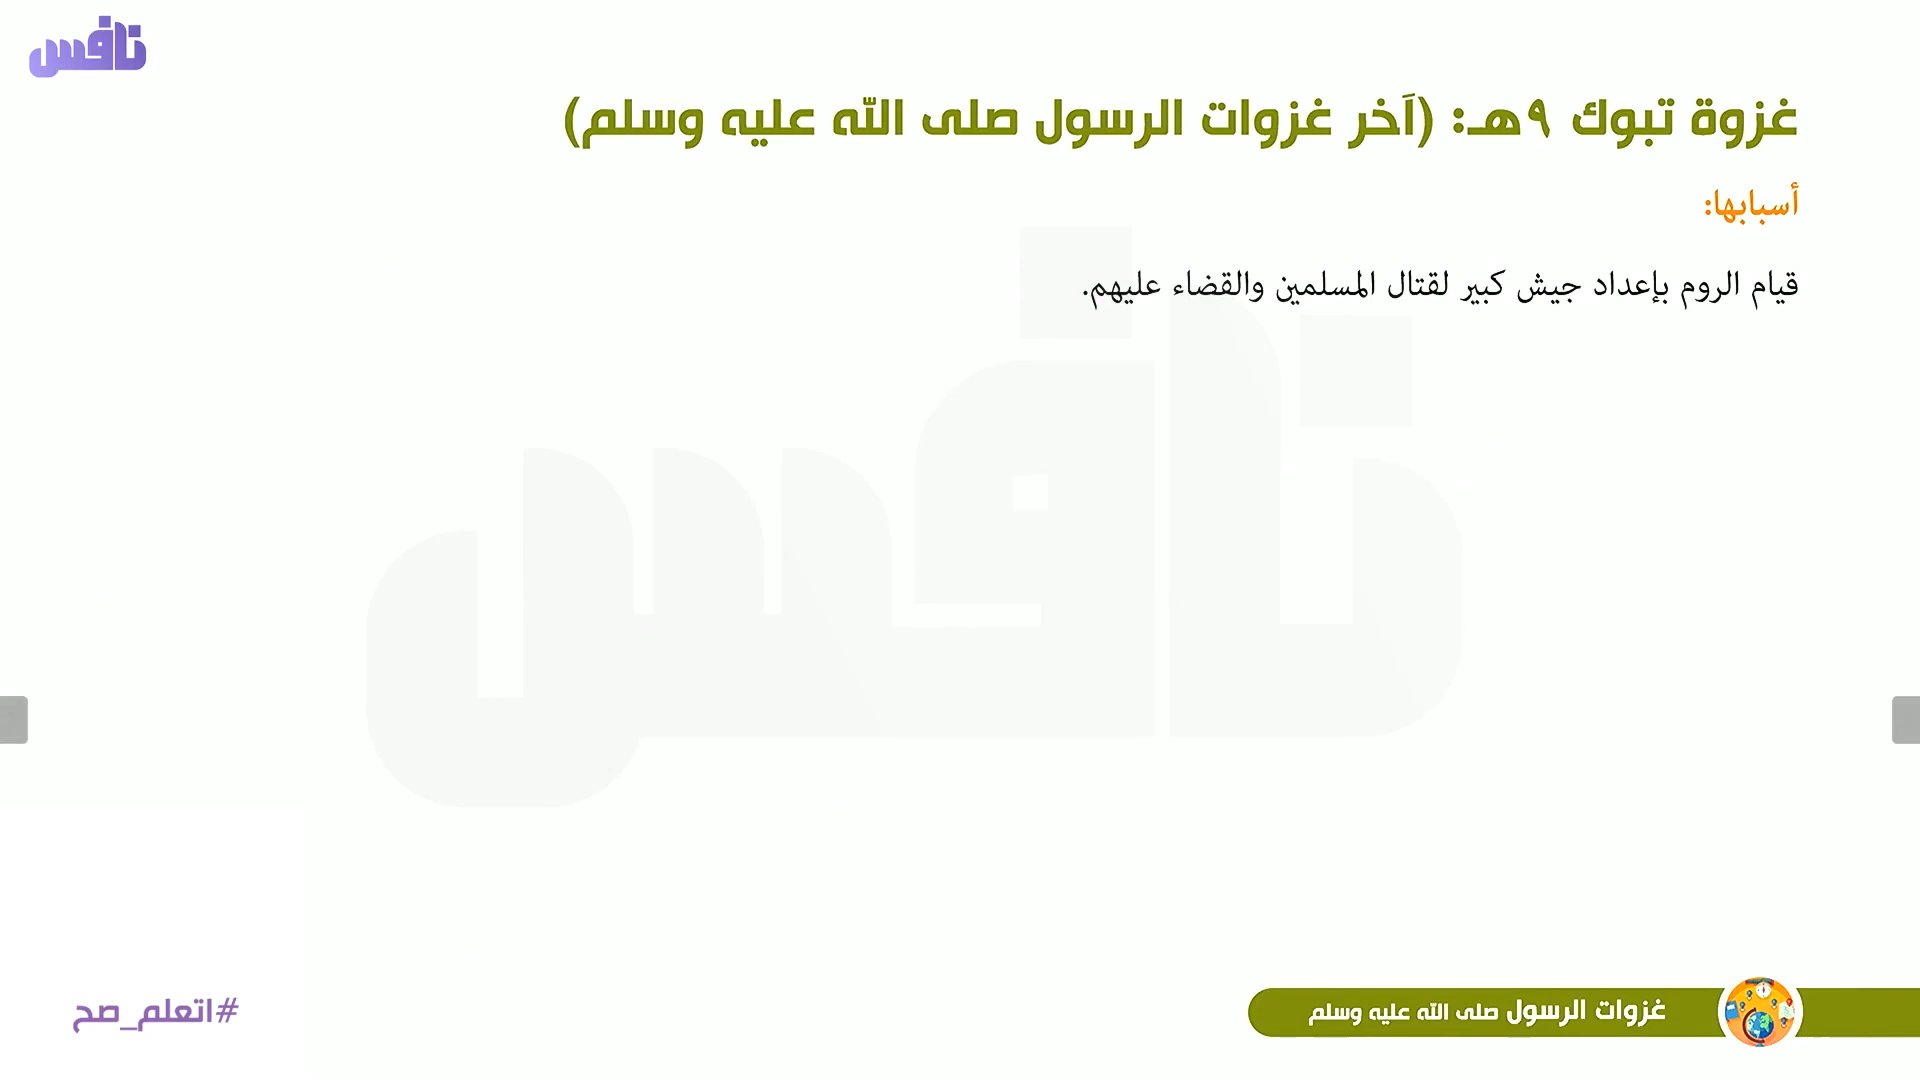 نافس
غزوة تبوك ٩هـ: (آخر غزوات الرسول صلى الله عليه وسلم)
أسبابها:
قيام الروم بإعداد جيش كبير لقتال المسلمين والقضاء عليهم.
نافس
غزوات الرسول صلى الله عليه وسلم
#اتعلم_صح